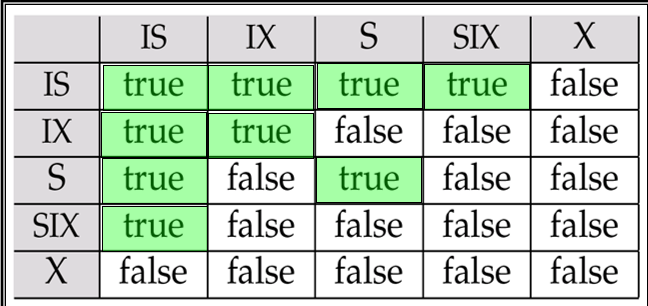 IS IX S SIX X
IS true true true true false
IX true true false false false
S true false true false false
SIX true false false false false
X false false false false false